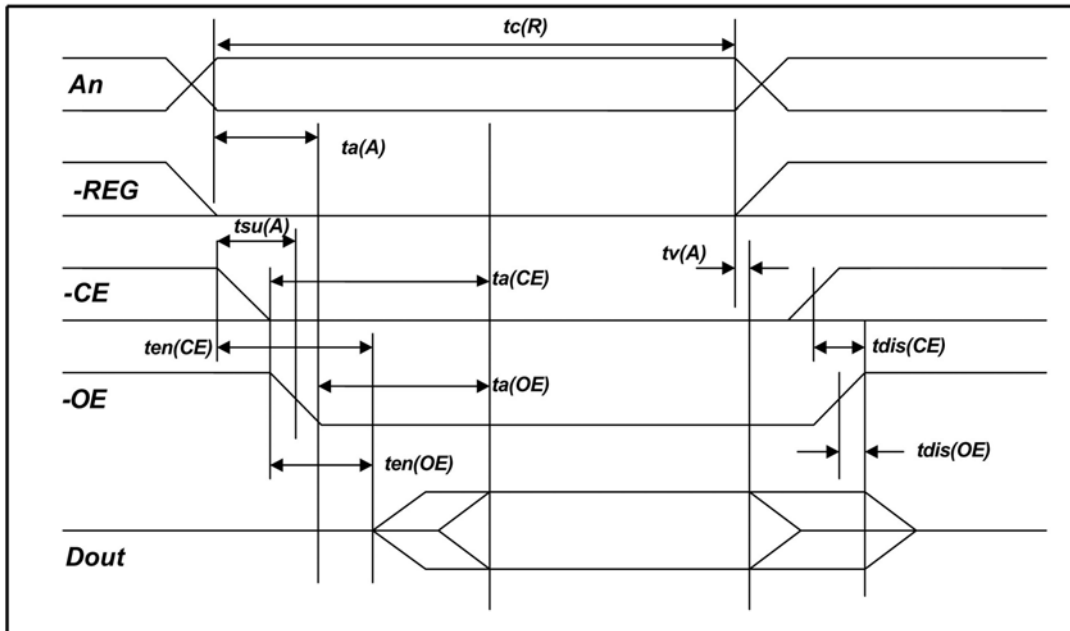 tc(R)
An
ta(A)
-REG
tsu(A)
tv(A)
-CE
ta(CE)
ten(CE)
tdis(CE)
-OE
ta(OE)
ten(OE)
tdis(OE)
Dout